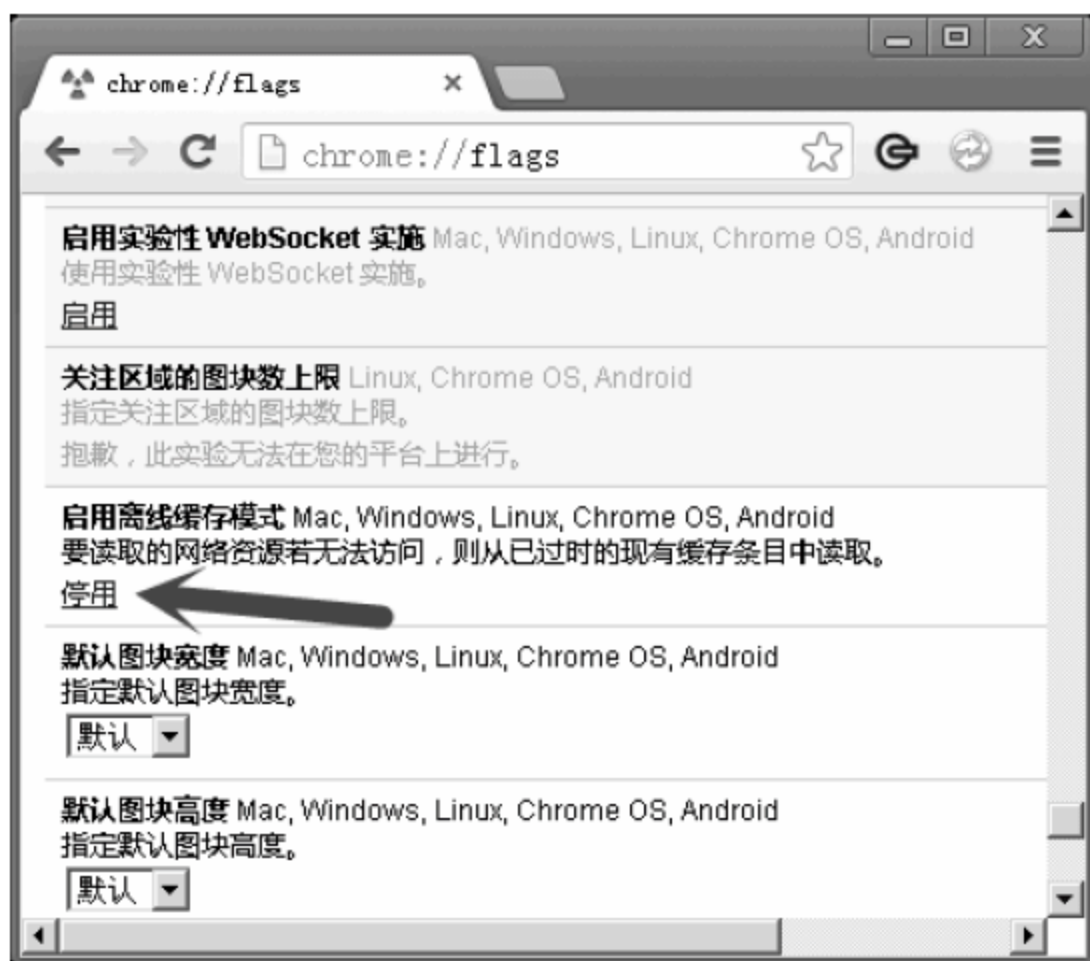 chrome://flags
chrome://flags
启用实验性 WebSocket 实施 Mac, Windows, Linux, Chrome OS, Android
使用实验性 WebSocket 实施。
启用
关注区域的图块数上限 Linux, Chrome OS, Android
指定关注区域的图块数上限。
抱歉，此实验无法在您的平台上进行。
启用离线缓存模式 Mac, Windows, Linux, Chrome OS, Android
要读取的网络资源若无法访问，则从已过时的现有缓存条目中读取。
停用
默认图块宽度 Mac, Windows, Linux, Chrome OS, Android
指定默认图块宽度。
默认
默认图块高度 Mac, Windows, Linux, Chrome OS, Android
指定默认图块高度。
默认